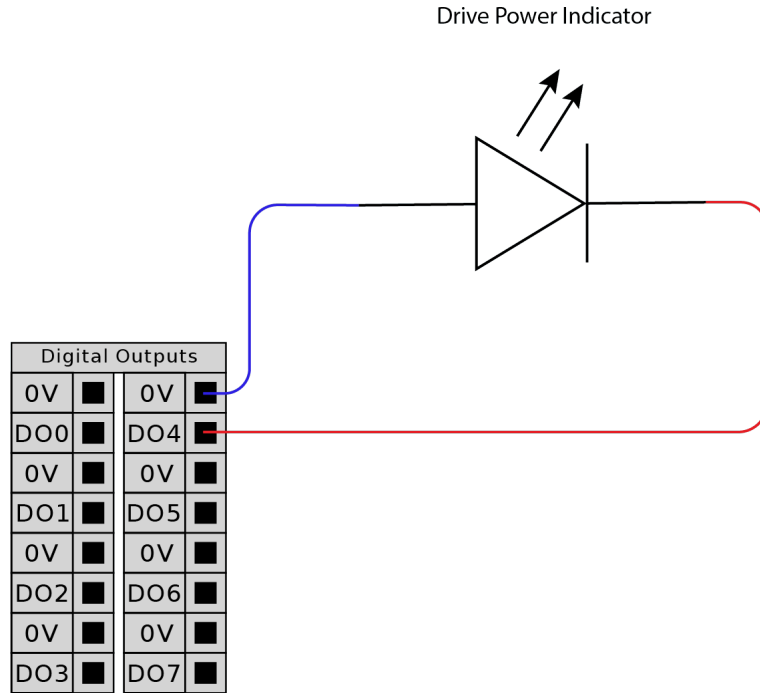 Drive Power Indicator
Digital Outputs
0V 0V
DO0 DO4
0V 0V
DO1 DO5
0V 0V
DO2 DO6
0V 0V
DO3 DO7